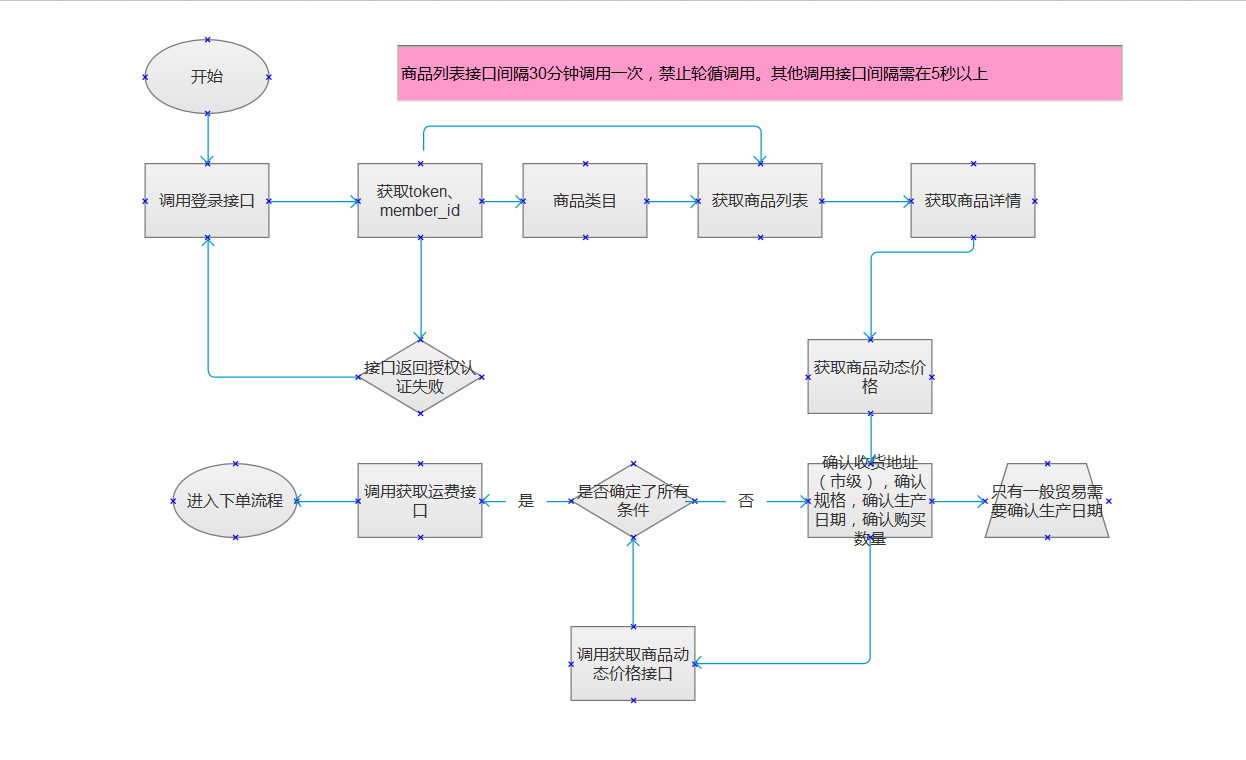 开始
商品列表接口间隔30分钟调用一次，禁止轮循调用。其他调用接口间隔需在5秒以上
调用登录接口
获取token、
member_id
商品类目
获取商品列表
获取商品详情
接口返回授权认
证失败
获取商品动态价
格
进入下单流程
调用获取运费接
口
是
是否确定了所有
条件
否
确认收货地址
（市级），确认
规格，确认生产
日期，确认购买
数量
只有一般贸易需
要确认生产日期
调用获取商品动
态价格接口